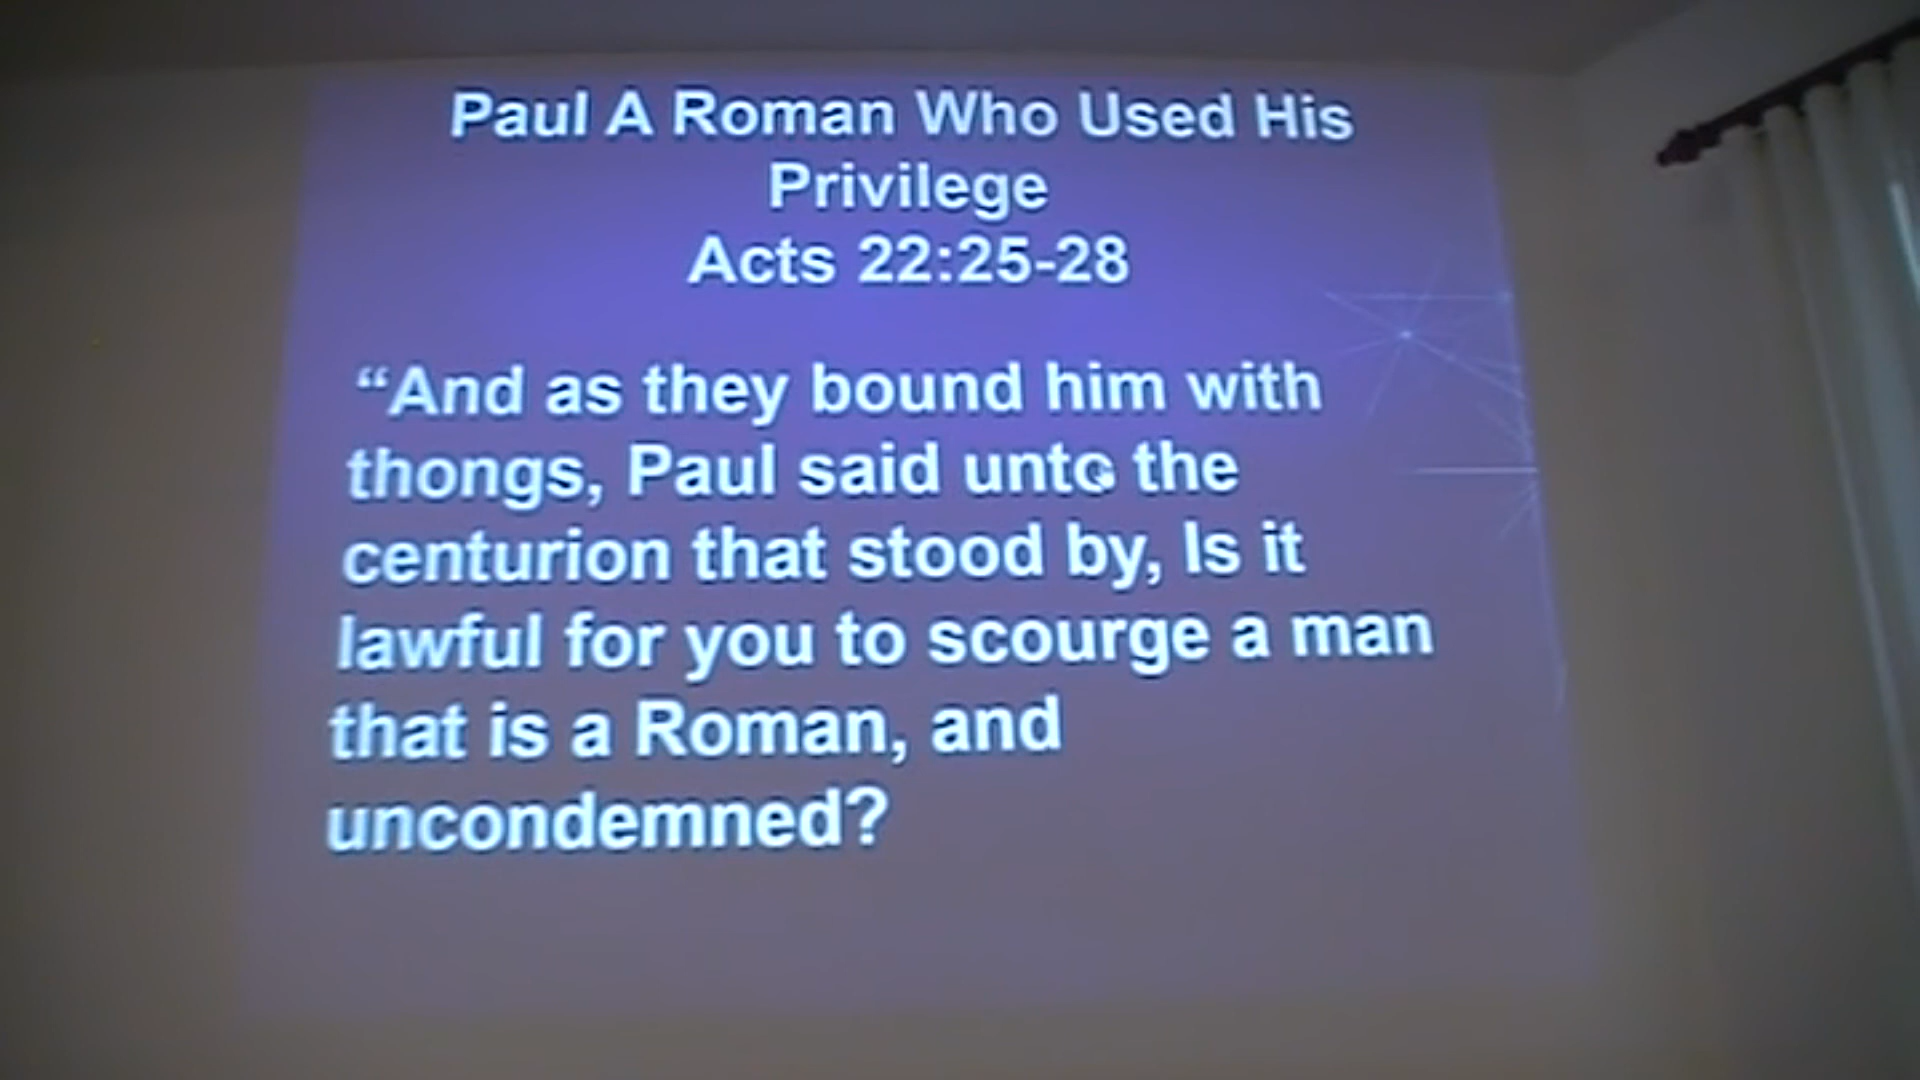 Paul A Roman Who Used His
Privilege
Acts 22:25-28
“And as they bound him with
thongs, Paul said unto the
centurion that stood by, Is it
lawful for you to scourge a man
that is a Roman, and
uncondemned?